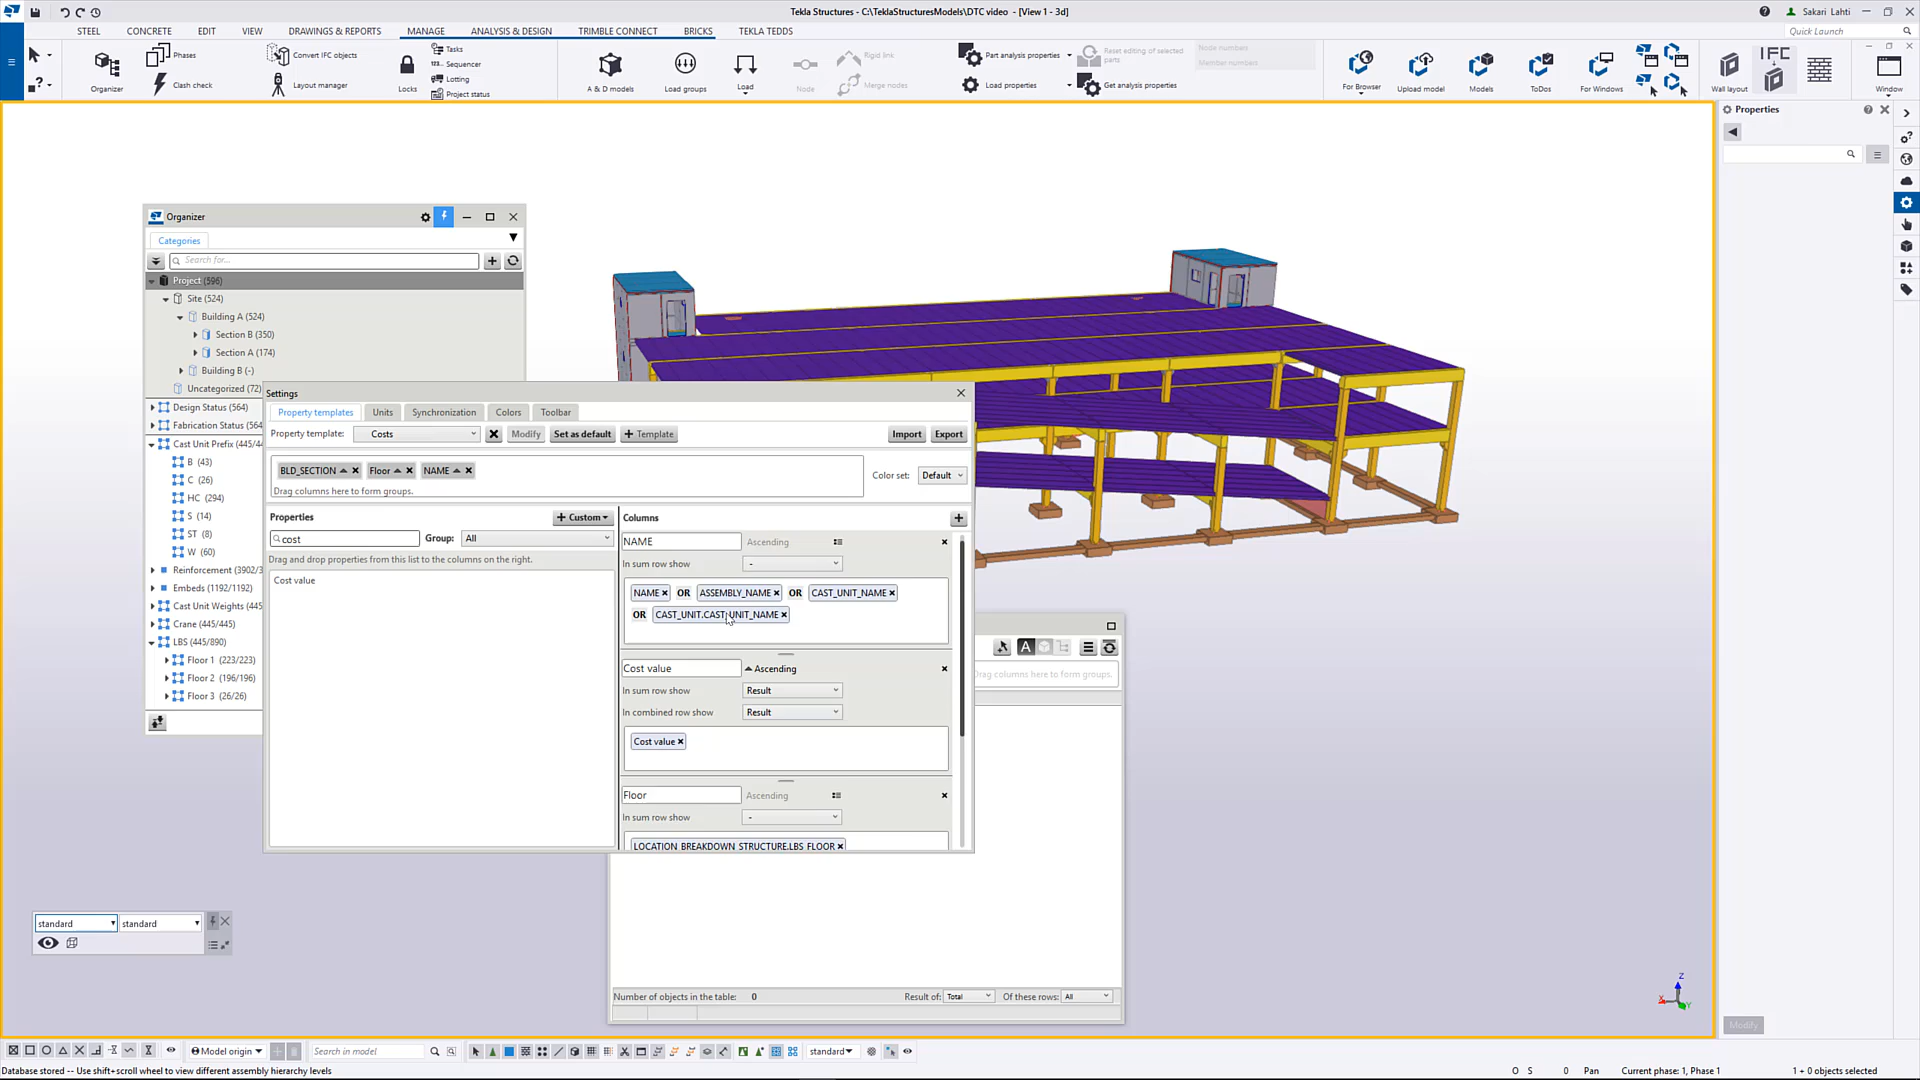 Tekla Structures - C:\TeklaStructuresModels\DTC video - [View 1 - 3d]
Sakari Lahti
STEEL CONCRETE EDIT VIEW DRAWINGS & REPORTS MANAGE ANALYSIS & DESIGN TRIMBLE CONNECT BRICKS TEKLA TEDDS
Quick Launch
Organizer
Phases
Clash check
Convert IFC objects
Layout manager
Locks
Tasks
Sequencer
Lotting
Project status
A & D models
Load groups
Load
Node
Rigid link
Merge nodes
Part analysis properties
Load properties
Reset editing of selected parts
Get analysis properties
Node numbers
Member numbers
For Browser
Upload model
Models
ToDos
For Windows
Wall layout
IFC
Window
Properties
Organizer
Categories
Search for...
Project (596)
Site (524)
Building A (524)
Section B (350)
Section A (174)
Building B (-)
Uncategorized (72)
Design Status (564)
Fabrication Status (564
Cast Unit Prefix (445/4
B (43)
C (26)
HC (294)
S (14)
ST (8)
W (60)
Reinforcement (3902/3
Embeds (1192/1192)
Cast Unit Weights (445
Crane (445/445)
LBS (445/890)
Floor 1 (223/223)
Floor 2 (196/196)
Floor 3 (26/26)
Settings
Property templates Units Synchronization Colors Toolbar
Property template: Costs Modify Set as default + Template Import Export
BLD_SECTION Floor NAME
Drag columns here to form groups.
Color set: Default
Properties + Custom
cost Group: All
Drag and drop properties from this list to the columns on the right.
Cost value
Columns
NAME Ascending
In sum row show -
NAME OR ASSEMBLY_NAME OR CAST_UNIT_NAME
OR CAST_UNIT.CAST_UNIT_NAME
Cost value Ascending
In sum row show Result
In combined row show Result
Cost value
Floor Ascending
In sum row show -
LOCATION_BREAKDOWN_STRUCTURE.LBS_FLOOR
A
Drag columns here to form groups.
Number of objects in the table: 0 Result of: Total Of these rows: All
standard standard
Z
X
Y
Modify
Model origin
Search in model
standard
Database stored -- Use shift+scroll wheel to view different assembly hierarchy levels
O S 0 Pan Current phase: 1, Phase 1 1 + 0 objects selected